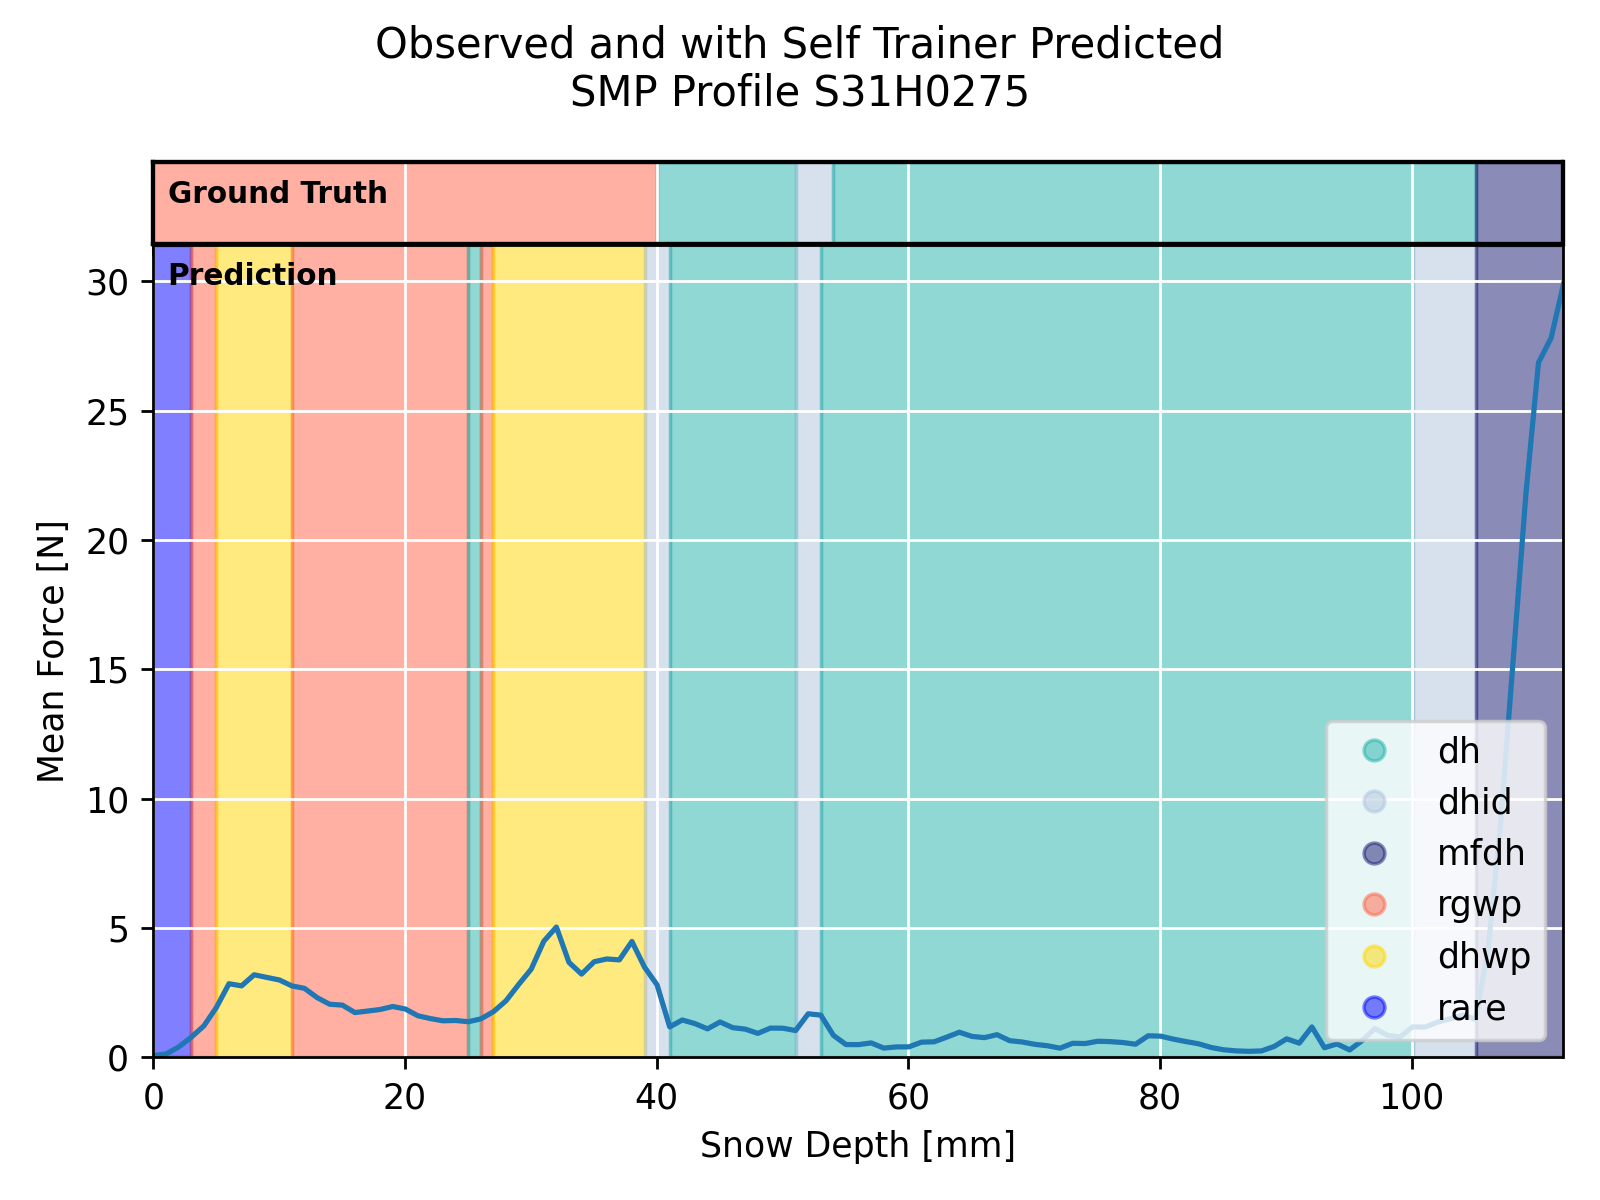 Observed and with Self Trainer Predicted
SMP Profile S31H0275
Ground Truth
Prediction
30
25
20
15
10
5
0
Mean Force [N]
dh
dhid
mfdh
rgwp
dhwp
rare
0 20 40 60 80 100
Snow Depth [mm]